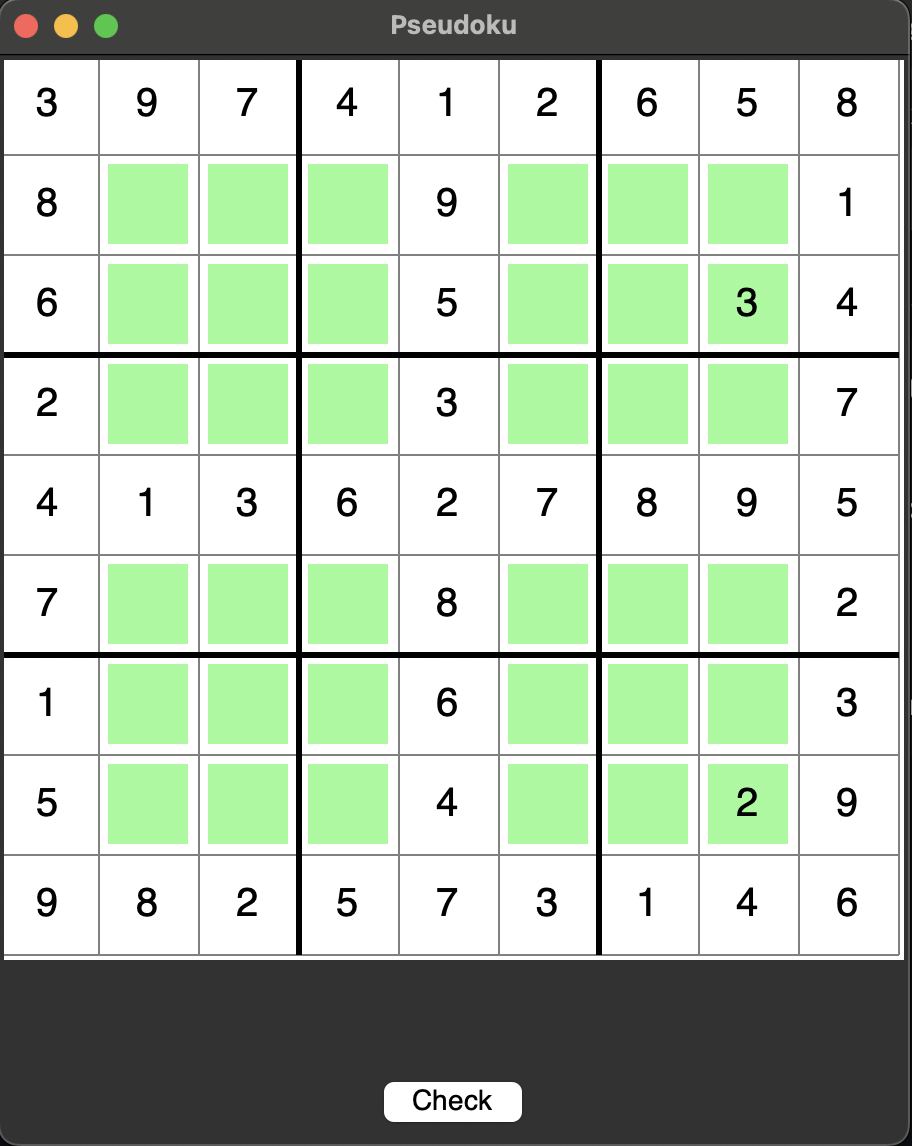 Pseudoku
3 9 7 4 1 2 6 5 8
8 9 1
6 5 3 4
2 3 7
4 1 3 6 2 7 8 9 5
7 8 2
1 6 3
5 4 2 9
9 8 2 5 7 3 1 4 6
Check